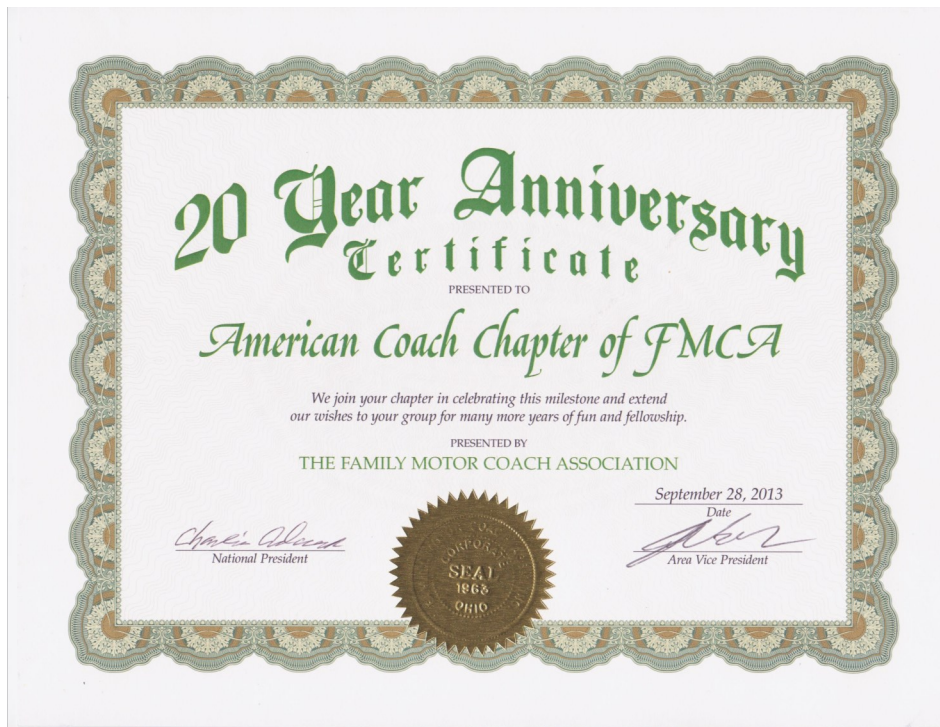 20 Year Anniversary
Certificate
PRESENTED TO
American Coach Chapter of FMCA
We join your chapter in celebrating this milestone and extend
our wishes to your group for many more years of fun and fellowship.
PRESENTED BY
THE FAMILY MOTOR COACH ASSOCIATION
September 28, 2013
Date
Charlie
National President
Area Vice President
CORPORATE
SEAL
1963
OHIO